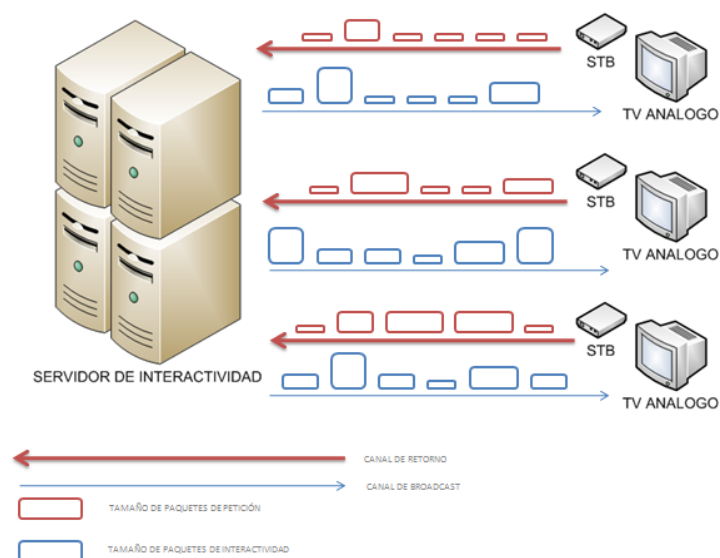 STB
TV ANALOGO
STB
TV ANALOGO
STB
TV ANALOGO
SERVIDOR DE INTERACTIVIDAD
CANAL DE RETORNO
CANAL DE BROADCAST
TAMAÑO DE PAQUETES DE PETICIÓN
TAMAÑO DE PAQUETES DE INTERACTIVIDAD